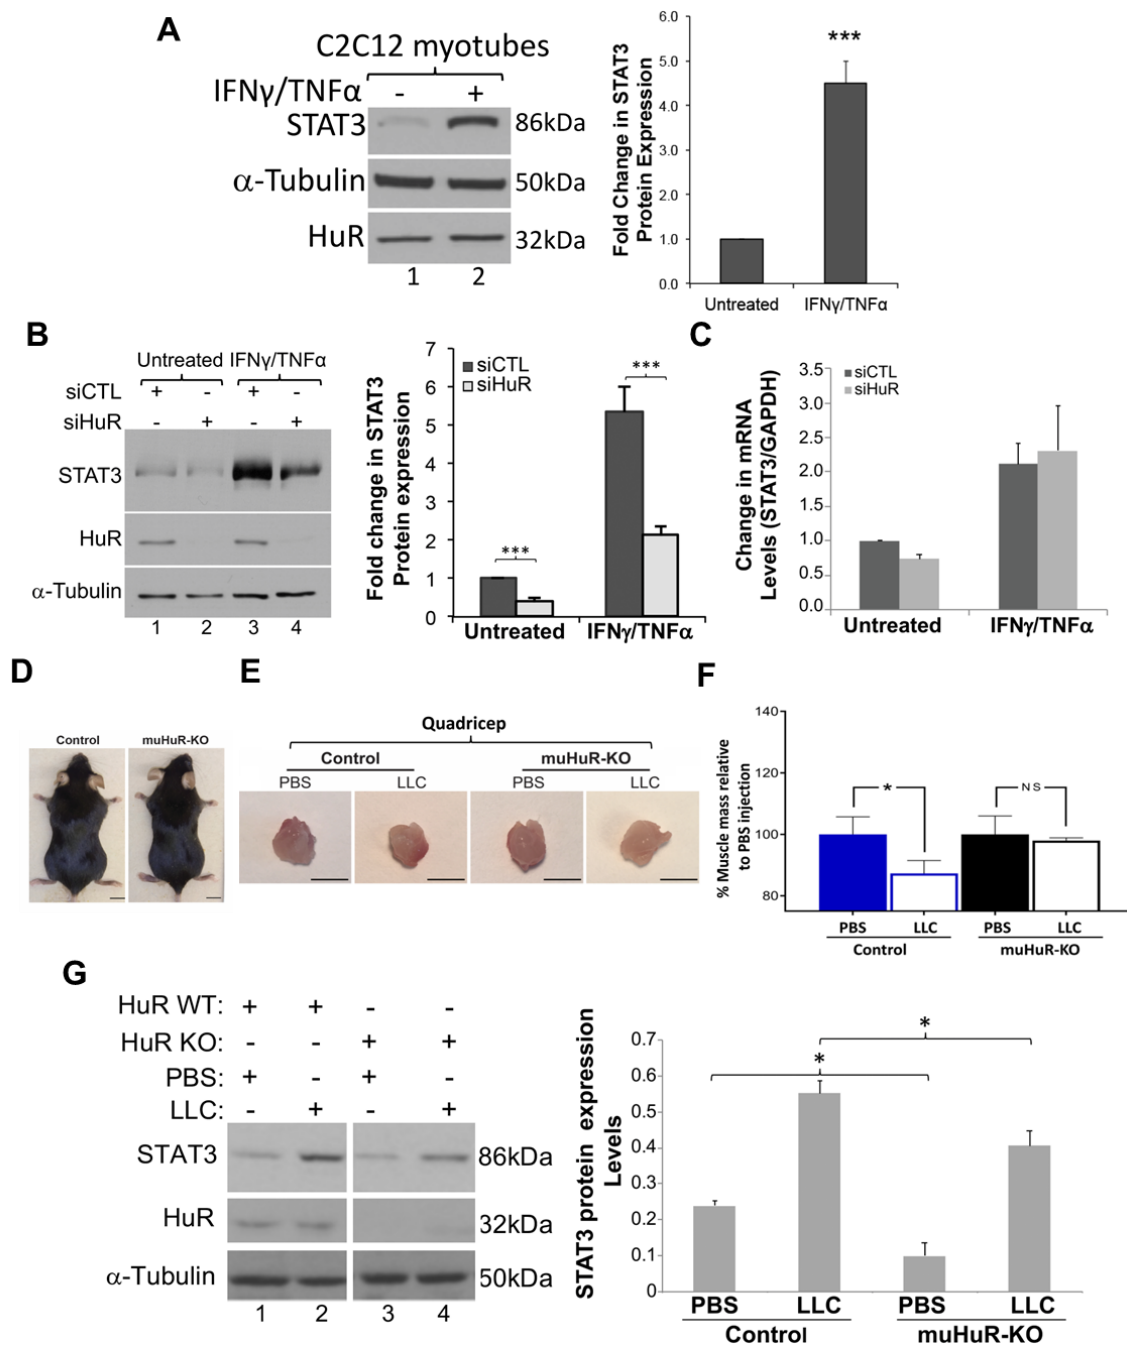 A
C2C12 myotubes
IFNγ/TNFα - +
STAT3 86kDa
α-Tubulin 50kDa
HuR 32kDa
1 2
Fold Change in STAT3
Protein Expression
6.0
5.0
4.0
3.0
2.0
1.0
0.0
***
Untreated IFNγ/TNFα
B
Untreated IFNγ/TNFα
siCTL + - + -
siHuR - + - +
STAT3
HuR
α-Tubulin
1 2 3 4
Fold change in STAT3
Protein expression
7
6
5
4
3
2
1
0
siCTL
siHuR
***
***
Untreated IFNγ/TNFα
C
Change in mRNA
Levels (STAT3/GAPDH)
3.5
3.0
2.5
2.0
1.5
1.0
0.5
0.0
siCTL
siHuR
Untreated IFNγ/TNFα
D
Control muHuR-KO
E
Quadricep
Control muHuR-KO
PBS LLC PBS LLC
F
% Muscle mass relative
to PBS injection
140
120
100
80
* NS
PBS LLC PBS LLC
Control muHuR-KO
G
HuR WT: + + - -
HuR KO: - - + +
PBS: + - + -
LLC: - + - +
STAT3 86kDa
HuR 32kDa
α-Tubulin 50kDa
1 2 3 4
STAT3 protein expression
Levels
0.7
0.6
0.5
0.4
0.3
0.2
0.1
0
*
*
PBS LLC PBS LLC
Control muHuR-KO